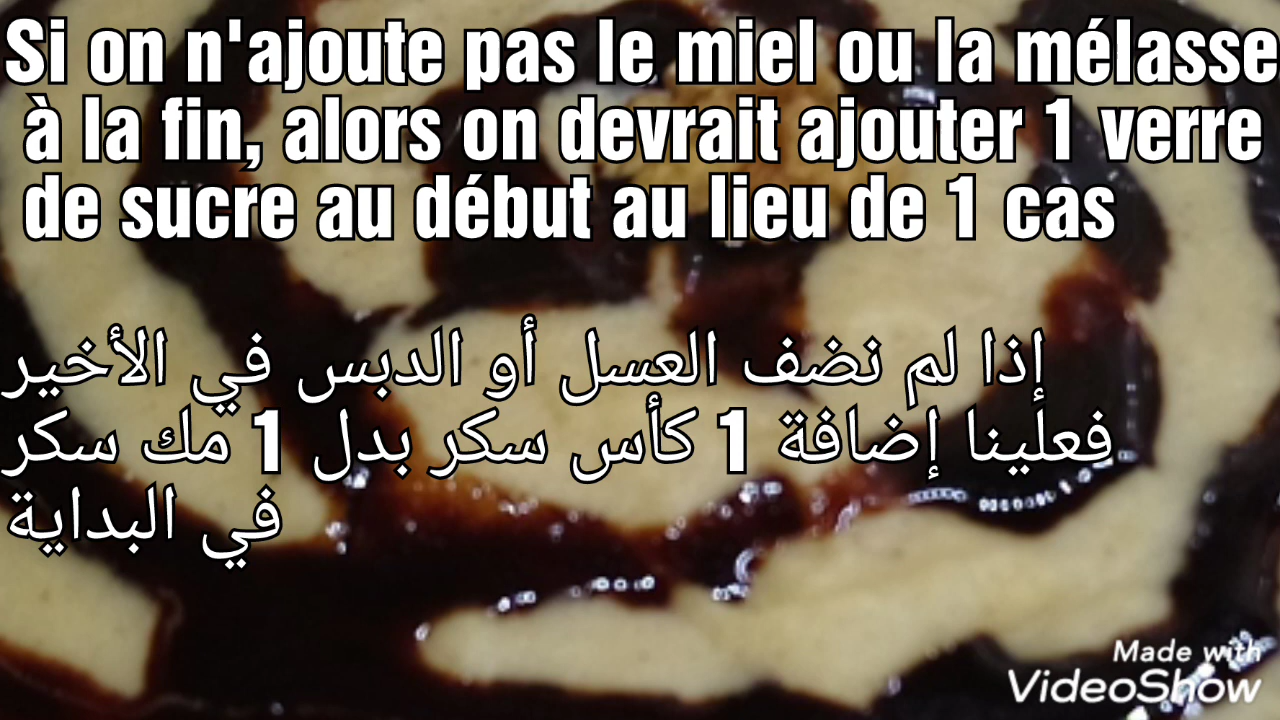 Si on n'ajoute pas le miel ou la mélasse
à la fin, alors on devrait ajouter 1 verre
de sucre au début au lieu de 1 cas
إذا لم نضف العسل أو الدبس في الأخير
فعلينا إضافة 1 كأس سكر بدل 1 مك سكر
في البداية
Made with
VideoShow